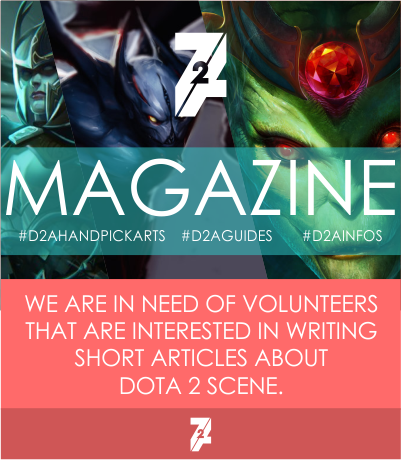 2
MAGAZINE
#D2AHANDPICKARTS #D2AGUIDES #D2AINFOS
WE ARE IN NEED OF VOLUNTEERS
THAT ARE INTERESTED IN WRITING
SHORT ARTICLES ABOUT
DOTA 2 SCENE.
2